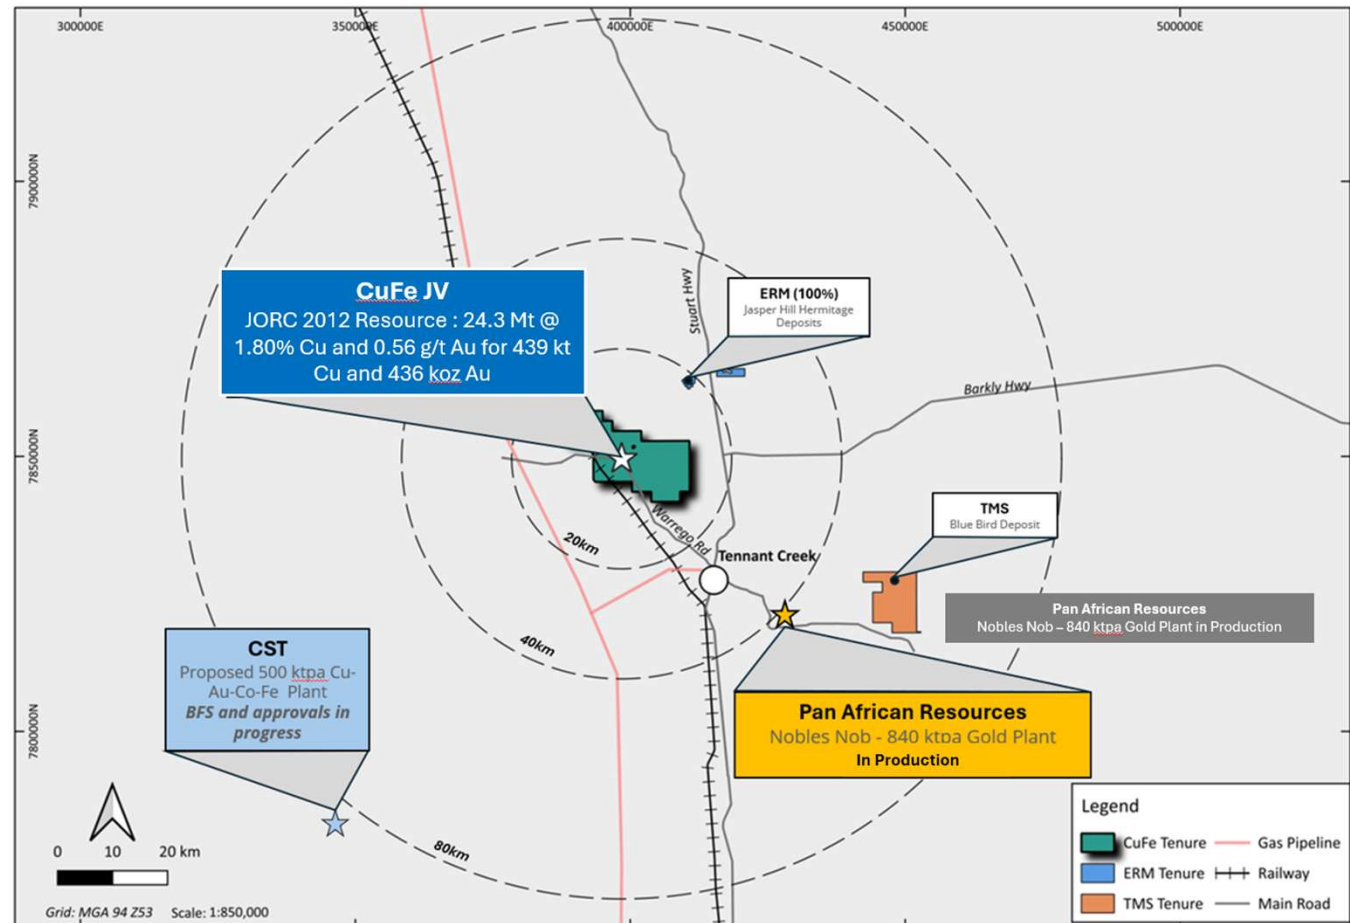 300000E
350000E
400000E
450000E
500000E
7900000N
7850000N
7800000N
CuFe JV
JORC 2012 Resource : 24.3 Mt @
1.80% Cu and 0.56 g/t Au for 439 kt
Cu and 436 koz Au
Stuart Hwy
ERM (100%)
Jasper Hill Hermitage
Deposits
Barkly Hwy
Warrego Rd
20km
Tennant Creek
TMS
Blue Bird Deposit
Pan African Resources
Nobles Nob – 840 ktpa Gold Plant in Production
40km
CST
Proposed 500 ktpa Cu-
Au-Co-Fe Plant
BFS and approvals in
progress
Pan African Resources
Nobles Nob - 840 ktpa Gold Plant
In Production
80km
0 10 20 km
Grid: MGA 94 Z53 Scale: 1:850,000
Legend
CuFe Tenure Gas Pipeline
ERM Tenure Railway
TMS Tenure Main Road